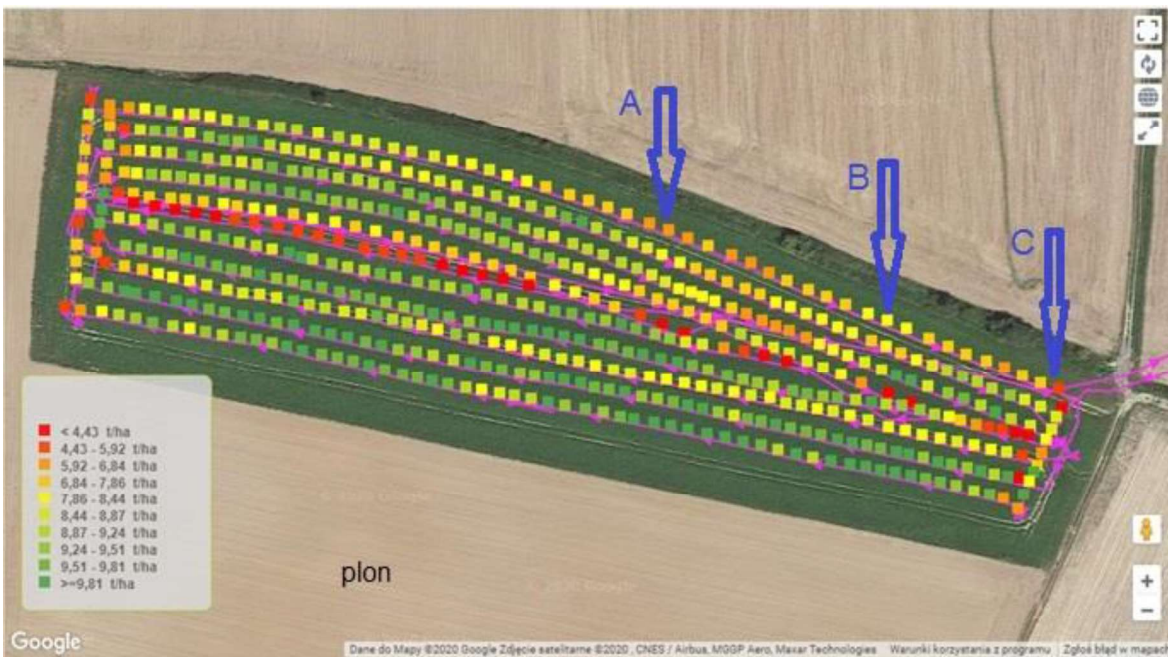 A
B
C
< 4,43 t/ha
4,43 - 5,92 t/ha
5,92 - 6,84 t/ha
6,84 - 7,86 t/ha
7,86 - 8,44 t/ha
8,44 - 8,87 t/ha
8,87 - 9,24 t/ha
9,24 - 9,51 t/ha
9,51 - 9,81 t/ha
>=9,81 t/ha
plon
+
−
Google
Dane do Mapy ©2020 Google Zdjęcie satelitarne ©2020 , CNES / Airbus, MGGP Aero, Maxar Technologies Warunki korzystania z programu Zgłoś błąd w mapach